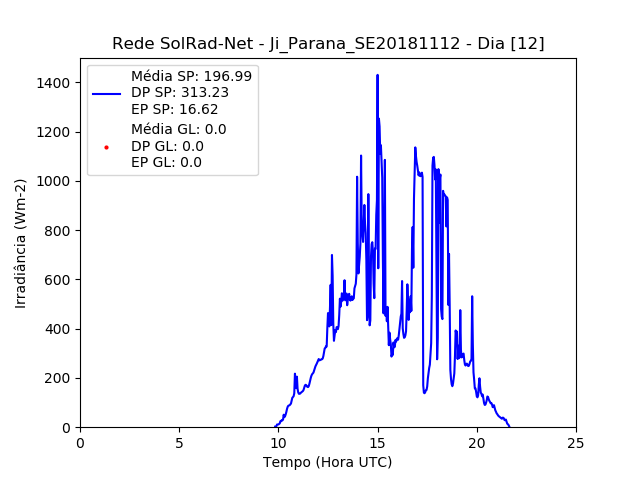 Rede SolRad-Net - Ji_Parana_SE20181112 - Dia [12]
Média SP: 196.99
DP SP: 313.23
EP SP: 16.62
Média GL: 0.0
DP GL: 0.0
EP GL: 0.0
1400
1200
1000
800
600
400
200
0
Irradiância (Wm-2)
0 5 10 15 20 25
Tempo (Hora UTC)